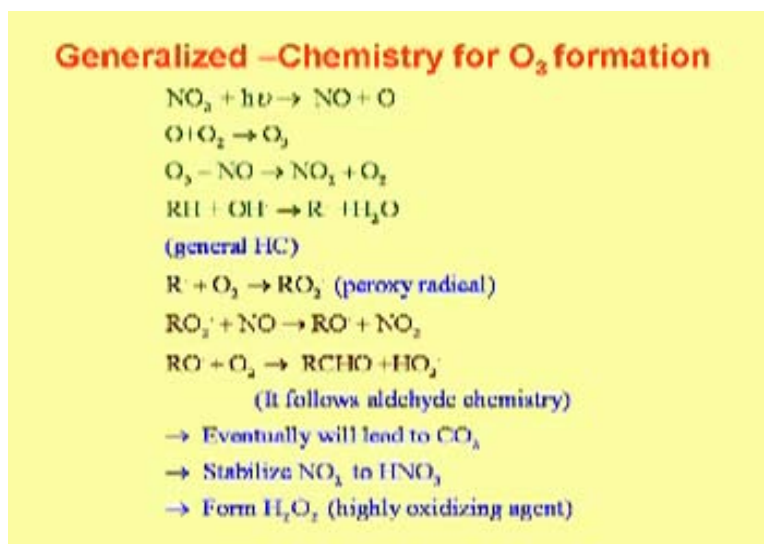 Generalized –Chemistry for O₃ formation
NO₂ + hυ → NO + O
O + O₂ → O₃
O₃ – NO → NO₂ + O₂
RH + OH· → R· + H₂O
(general HC)
R· + O₂ → RO₂· (peroxy radical)
RO₂· + NO → RO· + NO₂
RO· + O₂ → RCHO + HO₂·
(It follows aldehyde chemistry)
→ Eventually will lead to CO₂
→ Stabilize NO₂ to HNO₃
→ Form H₂O₂ (highly oxidizing agent)